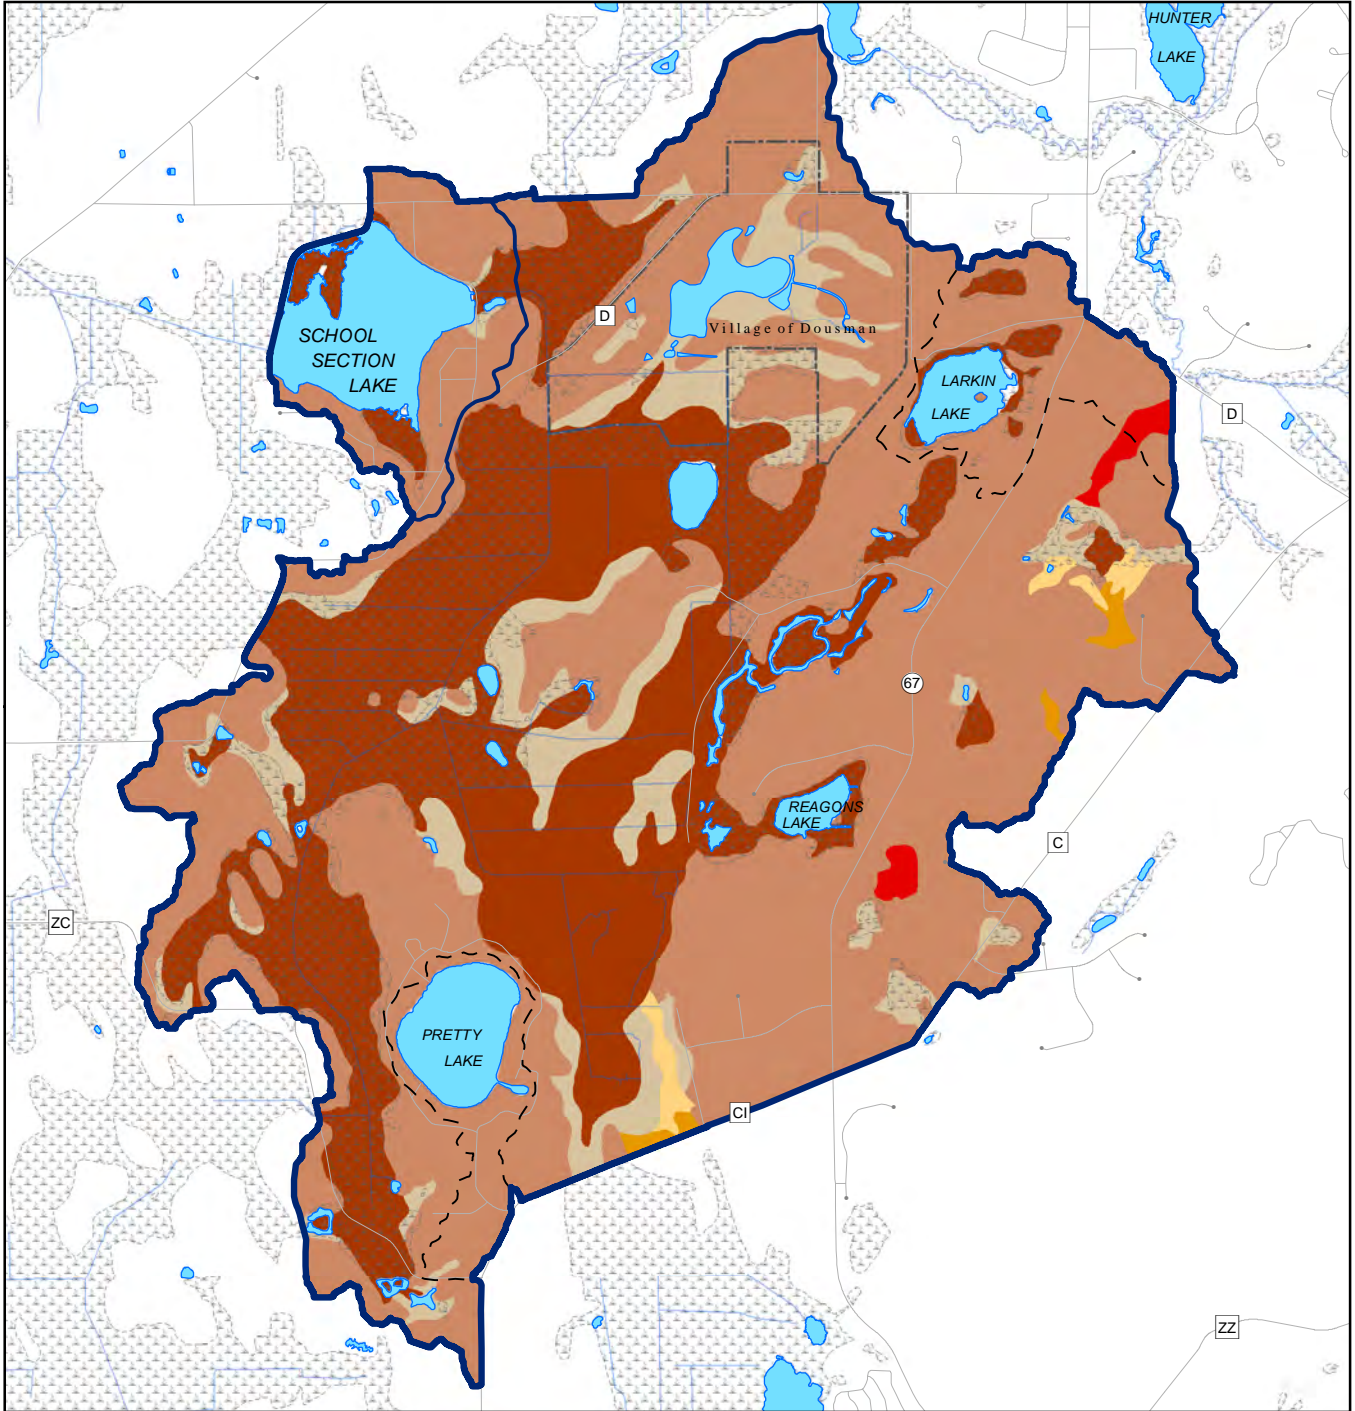 HUNTER
LAKE
D
SCHOOL
SECTION
LAKE
Village of Dousman
LARKIN
LAKE
D
67
REAGONS
LAKE
C
ZC
PRETTY
LAKE
CI
ZZ